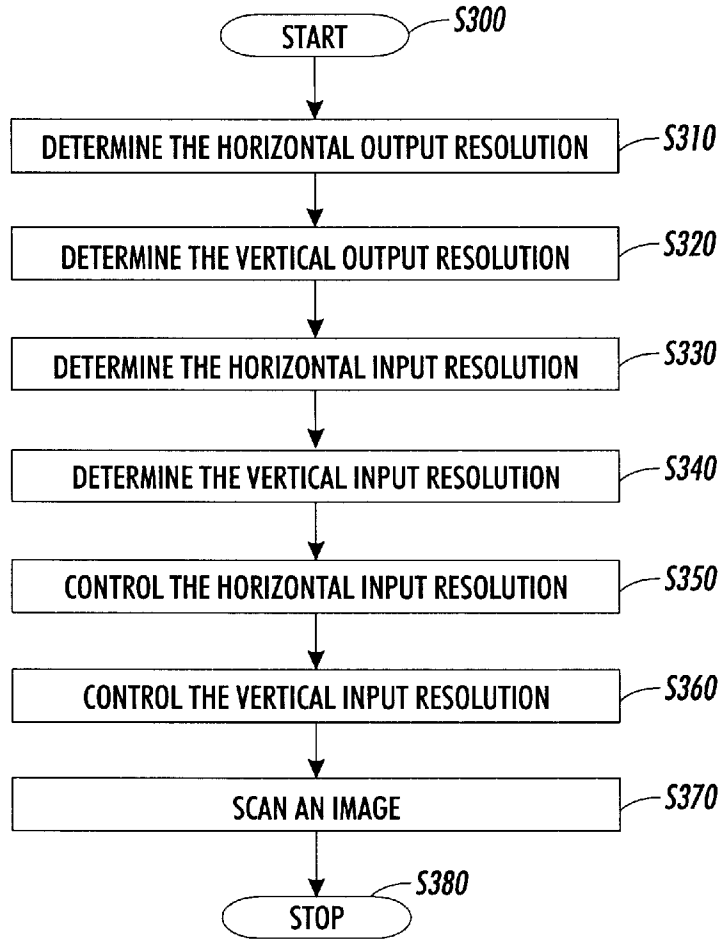 START S300
DETERMINE THE HORIZONTAL OUTPUT RESOLUTION S310
DETERMINE THE VERTICAL OUTPUT RESOLUTION S320
DETERMINE THE HORIZONTAL INPUT RESOLUTION S330
DETERMINE THE VERTICAL INPUT RESOLUTION S340
CONTROL THE HORIZONTAL INPUT RESOLUTION S350
CONTROL THE VERTICAL INPUT RESOLUTION S360
SCAN AN IMAGE S370
STOP S380